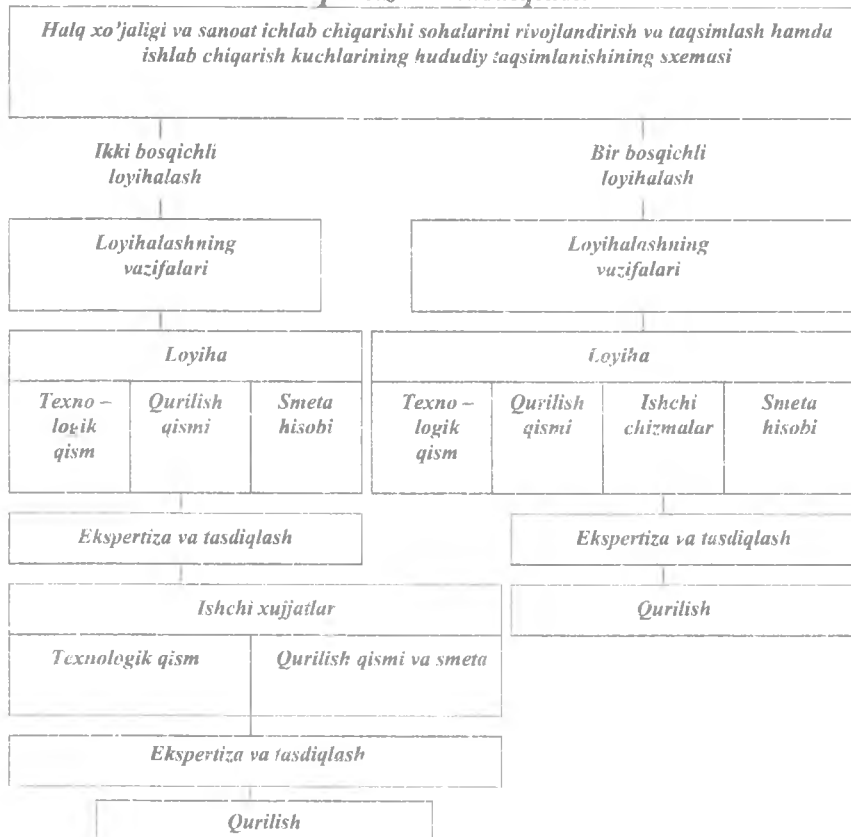 Halq xo'jaligi va sanoat ichlab chiqarishi sohalarini rivojlandirish va taqsimlash hamda
ishlab chiqarish kuchlarining hududiy taqsimlanishining sxemasi
Ikki bosqichli
loyihalash
Bir bosqichli
loyihalash
Loyihalashning
vazifalari
Loyihalashning
vazifalari
Loyiha
Loyiha
Texno –
logik
qism
Qurilish
qismi
Smeta
hisobi
Texno –
logik
qism
Qurilish
qismi
Ishchi
chizmalar
Smeta
hisobi
Ekspertiza va tasdiqlash
Ekspertiza va tasdiqlash
Ishchi xujjatlar
Qurilish
Texnologik qism
Qurilish qismi va smeta
Ekspertiza va tasdiqlash
Qurilish